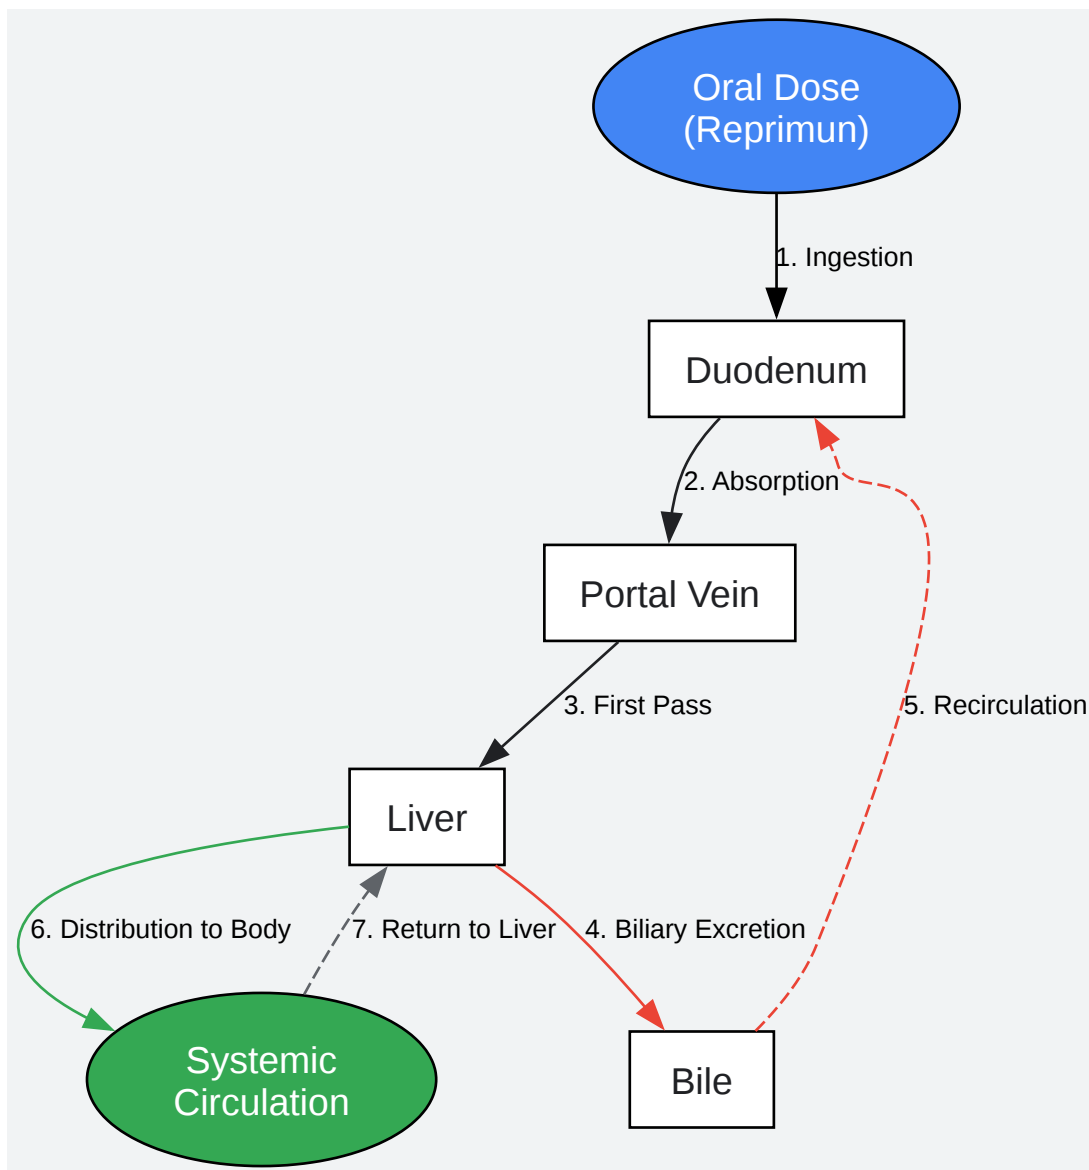 Oral Dose
(Reprimun)
1. Ingestion
Duodenum
2. Absorption
Portal Vein
3. First Pass
5. Recirculation
Liver
6. Distribution to Body
7. Return to Liver
4. Biliary Excretion
Systemic
Circulation
Bile